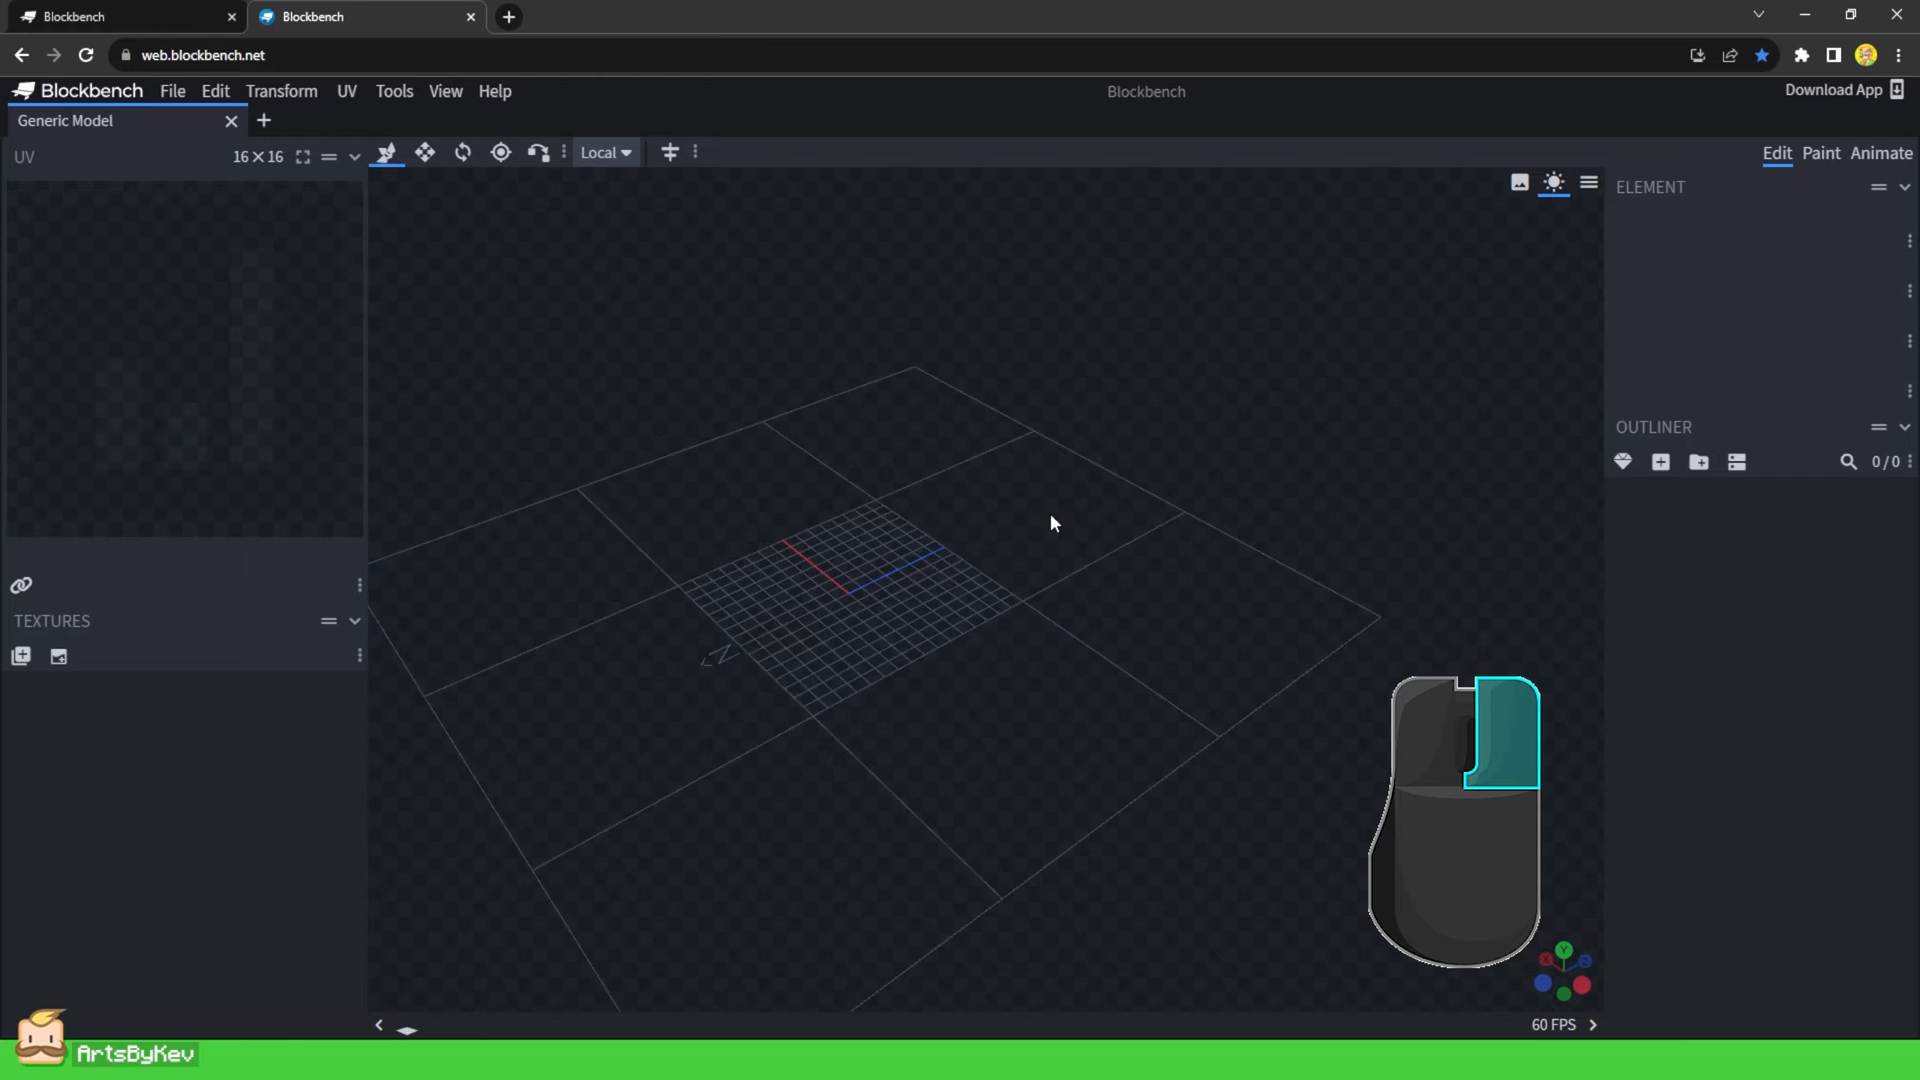 Blockbench
Blockbench
web.blockbench.net
Blockbench File Edit Transform UV Tools View Help
Blockbench
Download App
Generic Model
UV
16×16
Local
Edit Paint Animate
ELEMENT
OUTLINER
0/0
TEXTURES
N
Y
X
Z
60 FPS
ArtsByKev